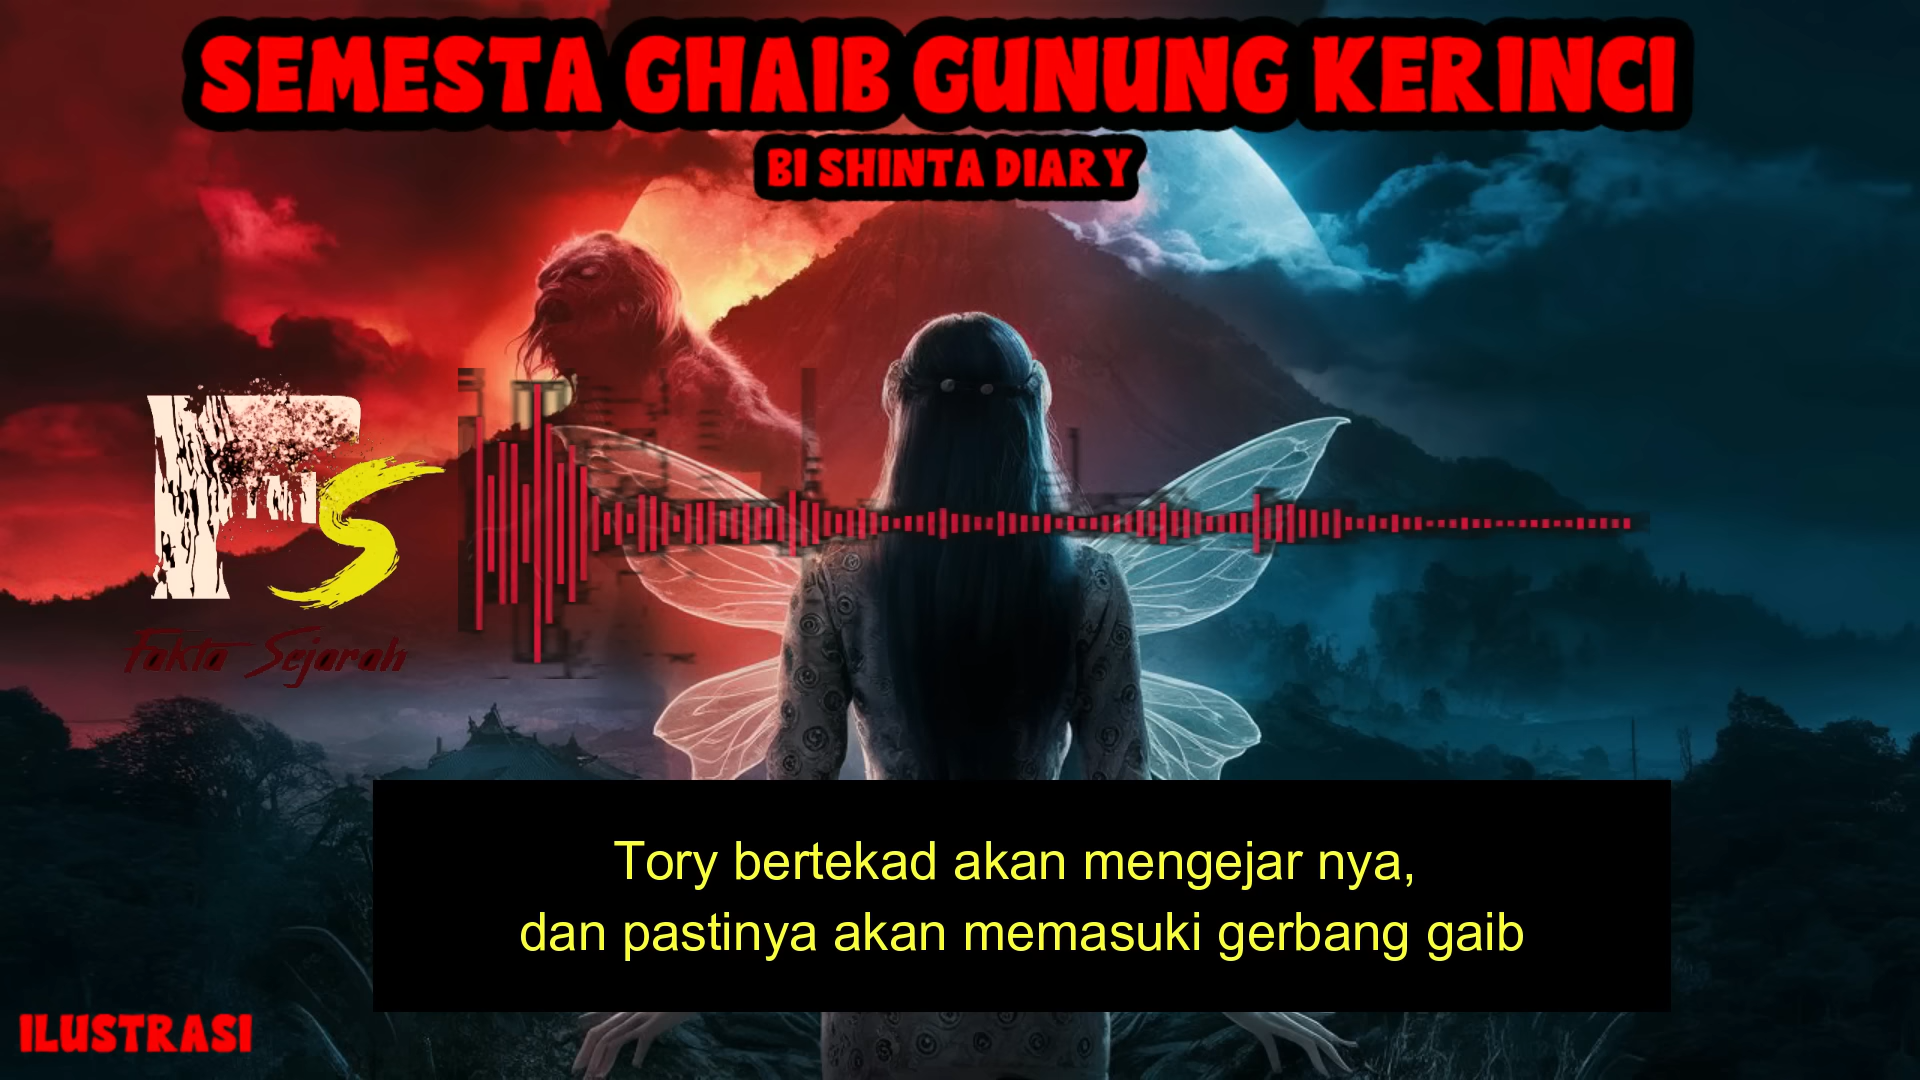 SEMESTA GHAIB GUNUNG KERINCI
BI SHINTA DIARY
FS
Fakta Sejarah
Tory bertekad akan mengejar nya,
dan pastinya akan memasuki gerbang gaib
ILUSTRASI